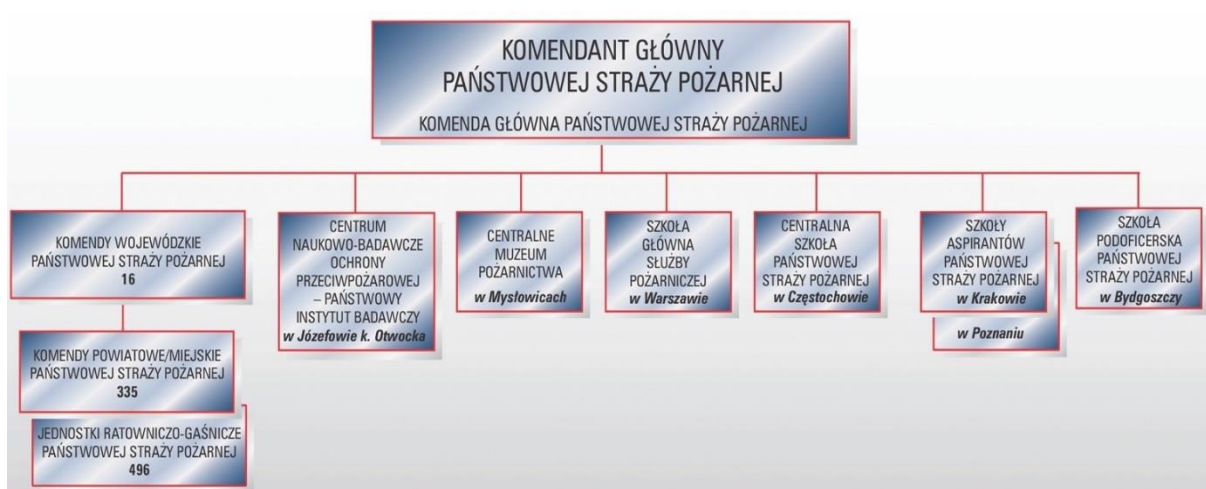 KOMENDANT GŁÓWNY
PAŃSTWOWEJ STRAŻY POŻARNEJ
KOMENDA GŁÓWNA PAŃSTWOWEJ STRAŻY POŻARNEJ
KOMENDY WOJEWÓDZKIE
PAŃSTWOWEJ STRAŻY POŻARNEJ
16
KOMENDY POWIATOWE/MIEJSKIE
PAŃSTWOWEJ STRAŻY POŻARNEJ
335
JEDNOSTKI RATOWNICZO-GAŚNICZE
PAŃSTWOWEJ STRAŻY POŻARNEJ
496
CENTRUM
NAUKOWO-BADAWCZE
OCHRONY
PRZECIWPOŻAROWEJ
– PAŃSTWOWY
INSTYTUT BADAWCZY
w Józefowie k. Otwocka
CENTRALNE
MUZEUM
POŻARNICTWA
w Mysłowicach
SZKOŁA
GŁÓWNA
SŁUŻBY
POŻARNICZEJ
w Warszawie
CENTRALNA
SZKOŁA
PAŃSTWOWEJ
STRAŻY POŻARNEJ
w Częstochowie
SZKOŁY
ASPIRANTÓW
PAŃSTWOWEJ
STRAŻY POŻARNEJ
w Krakowie
w Poznaniu
SZKOŁA
PODOFICERSKA
PAŃSTWOWEJ
STRAŻY POŻARNEJ
w Bydgoszczy